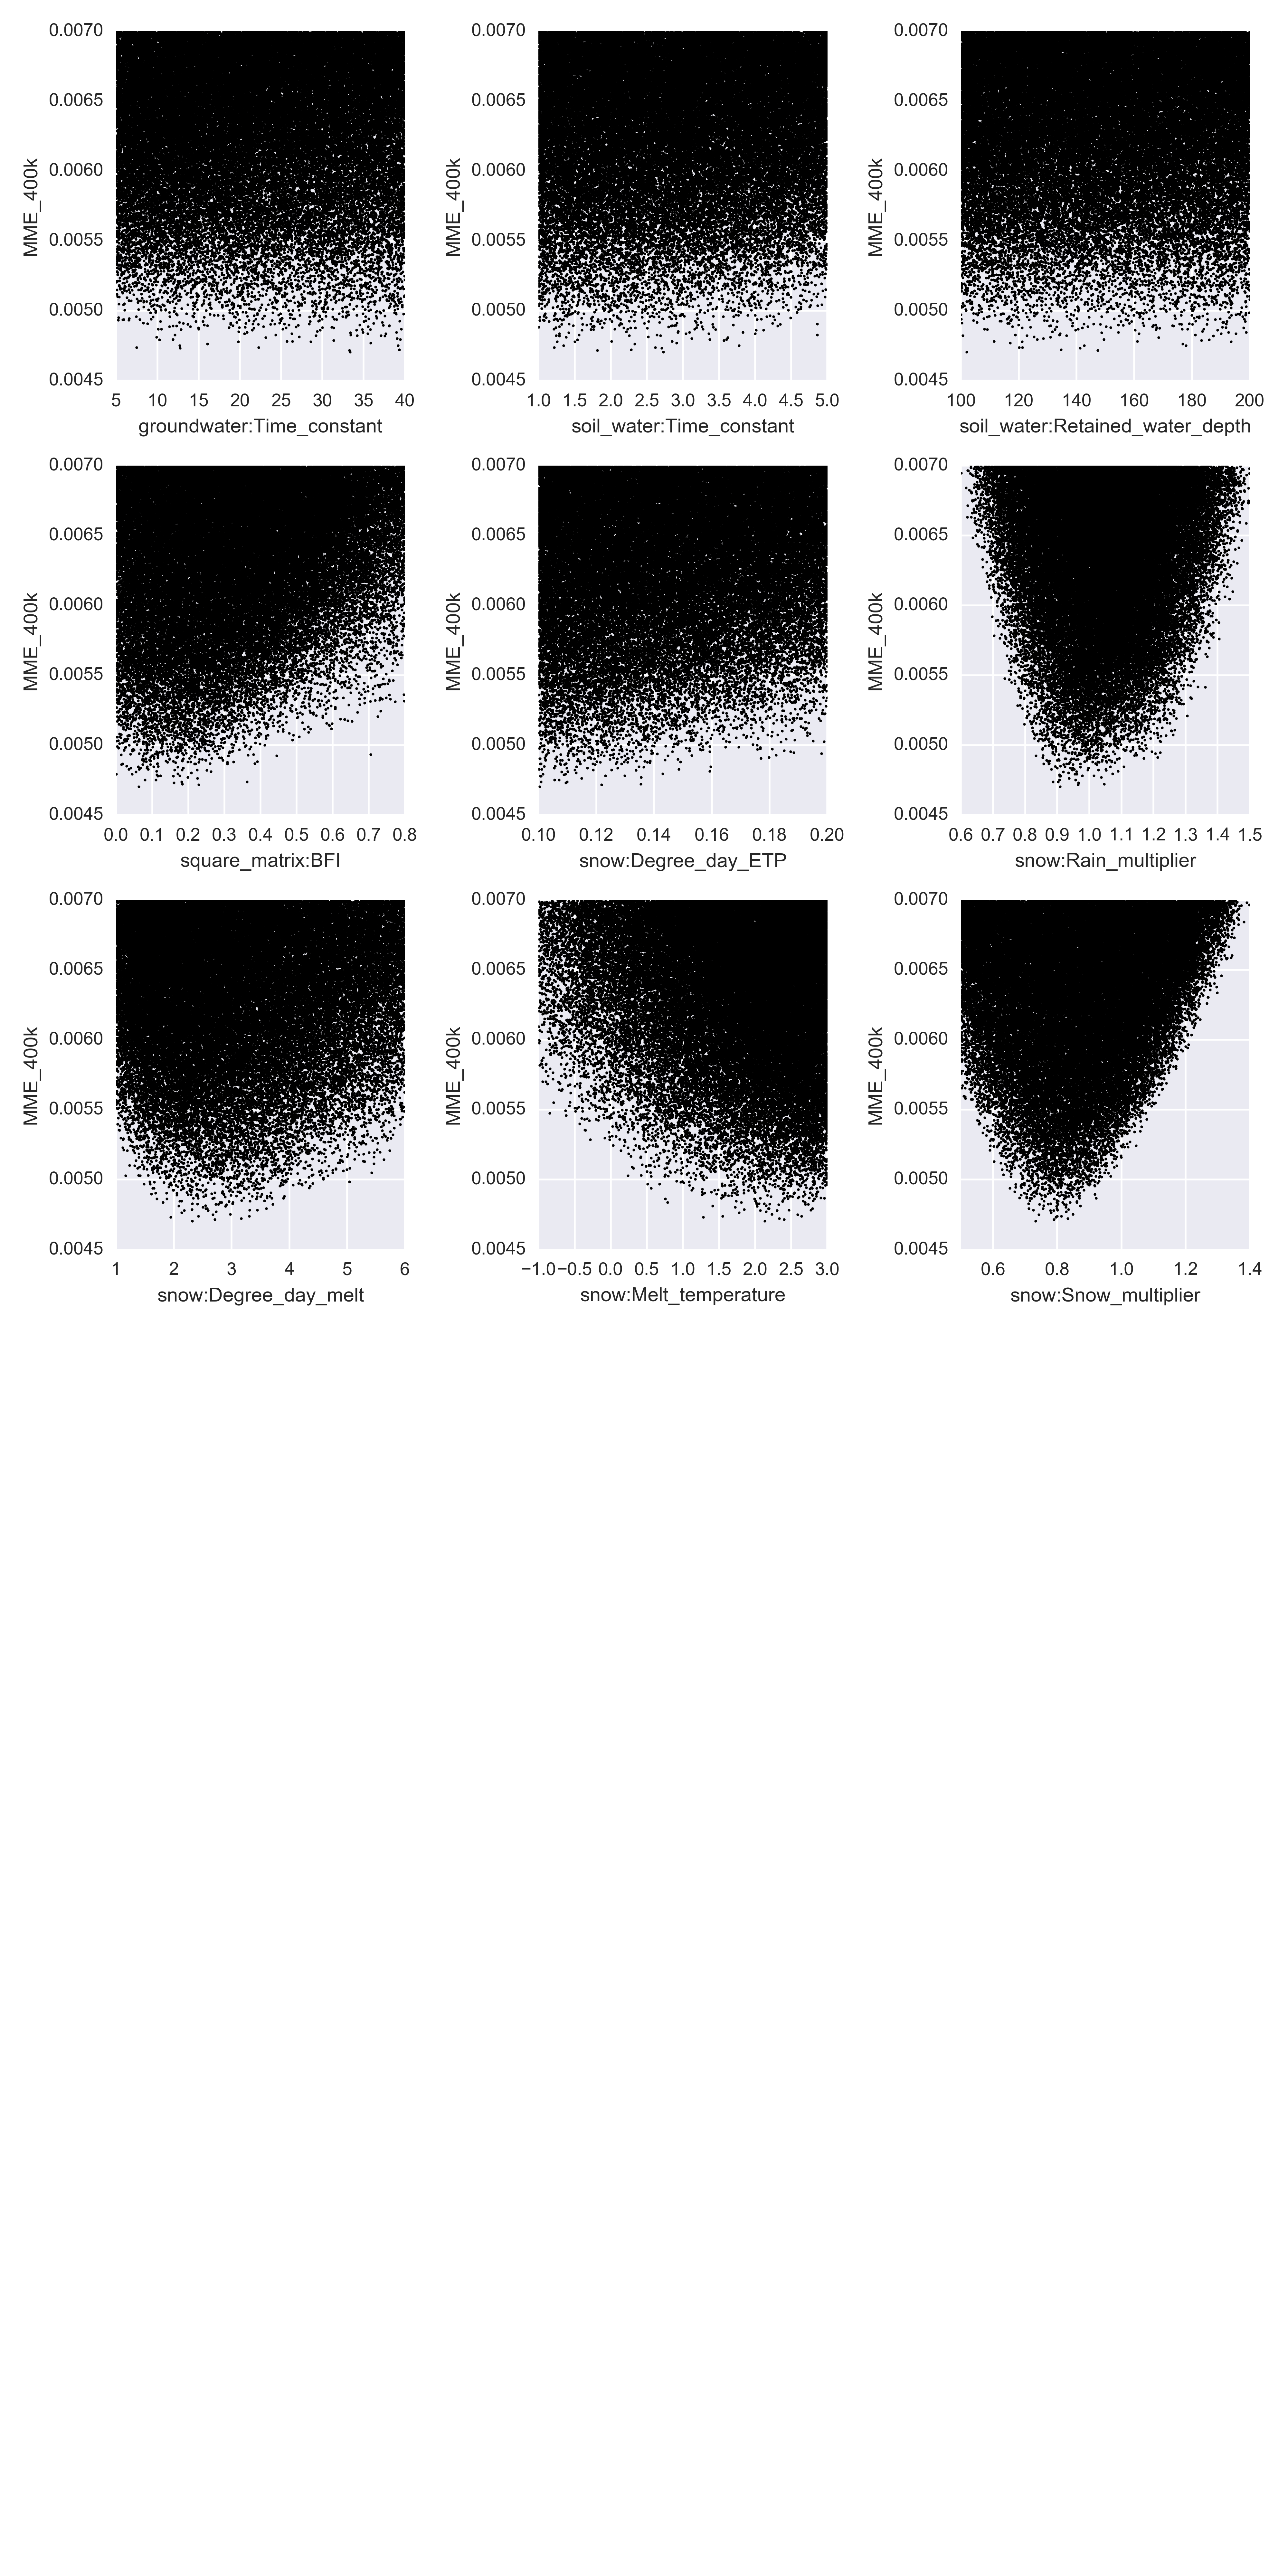 0.0070
0.0065
0.0060
0.0055
0.0050
0.0045
MME_400k
5 10 15 20 25 30 35 40
groundwater:Time_constant
0.0070
0.0065
0.0060
0.0055
0.0050
0.0045
MME_400k
1.0 1.5 2.0 2.5 3.0 3.5 4.0 4.5 5.0
soil_water:Time_constant
0.0070
0.0065
0.0060
0.0055
0.0050
0.0045
MME_400k
100 120 140 160 180 200
soil_water:Retained_water_depth
0.0070
0.0065
0.0060
0.0055
0.0050
0.0045
MME_400k
0.0 0.1 0.2 0.3 0.4 0.5 0.6 0.7 0.8
square_matrix:BFI
0.0070
0.0065
0.0060
0.0055
0.0050
0.0045
MME_400k
0.10 0.12 0.14 0.16 0.18 0.20
snow:Degree_day_ETP
0.0070
0.0065
0.0060
0.0055
0.0050
0.0045
MME_400k
0.6 0.7 0.8 0.9 1.0 1.1 1.2 1.3 1.4 1.5
snow:Rain_multiplier
0.0070
0.0065
0.0060
0.0055
0.0050
0.0045
MME_400k
1 2 3 4 5 6
snow:Degree_day_melt
0.0070
0.0065
0.0060
0.0055
0.0050
0.0045
MME_400k
−1.0 −0.5 0.0 0.5 1.0 1.5 2.0 2.5 3.0
snow:Melt_temperature
0.0070
0.0065
0.0060
0.0055
0.0050
0.0045
MME_400k
0.6 0.8 1.0 1.2 1.4
snow:Snow_multiplier